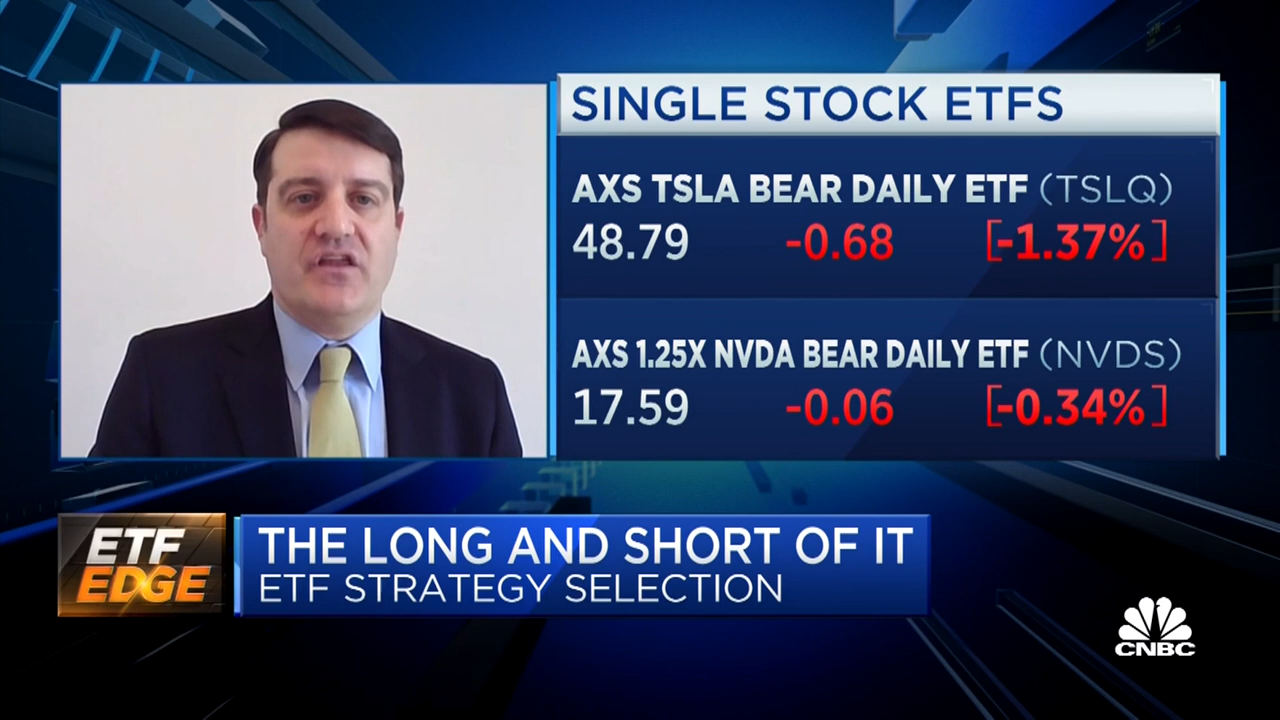 SINGLE STOCK ETFS
AXS TSLA BEAR DAILY ETF (TSLQ)
48.79 -0.68 [-1.37%]
AXS 1.25X NVDA BEAR DAILY ETF (NVDS)
17.59 -0.06 [-0.34%]
ETF
EDGE
THE LONG AND SHORT OF IT
ETF STRATEGY SELECTION
CNBC